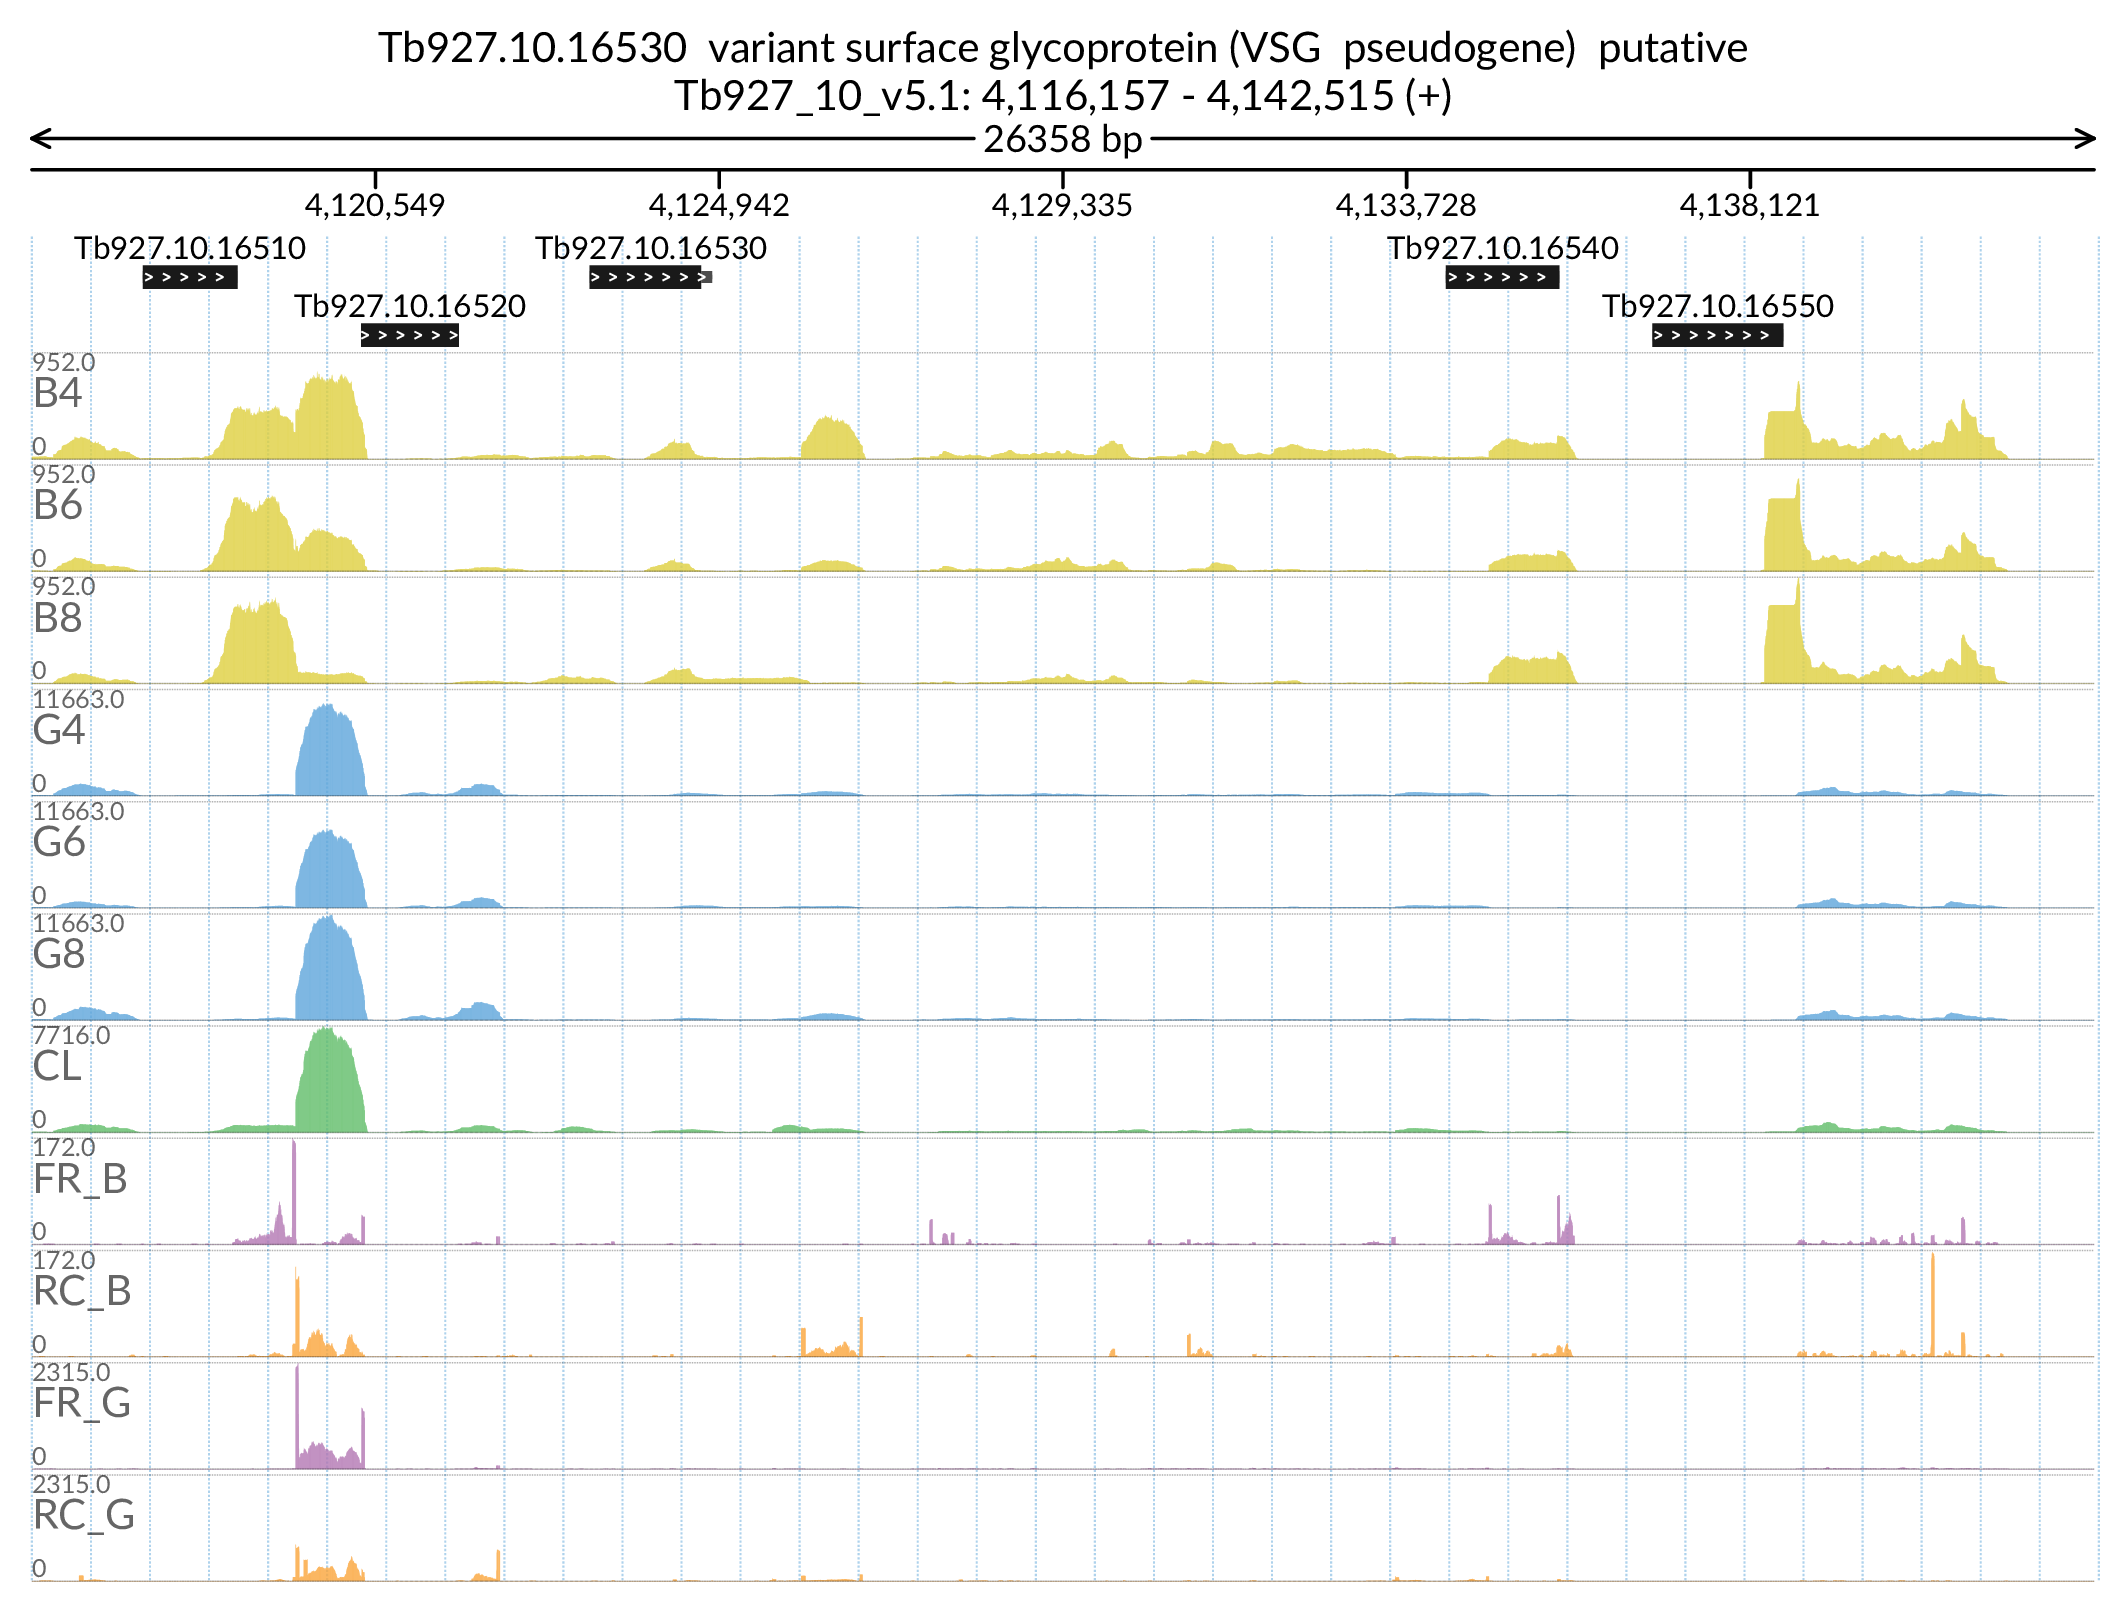 Tb927.10.16530  variant surface glycoprotein (VSG  pseudogene)  putative
Tb927_10_v5.1: 4,116,157 - 4,142,515 (+)
26358 bp
4,120,549 4,124,942 4,129,335 4,133,728 4,138,121
Tb927.10.16510 Tb927.10.16530 Tb927.10.16540
Tb927.10.16520 Tb927.10.16550
952.0
B4
0
952.0
B6
0
952.0
B8
0
11663.0
G4
0
11663.0
G6
0
11663.0
G8
0
7716.0
CL
0
172.0
FR_B
0
172.0
RC_B
0
2315.0
FR_G
0
2315.0
RC_G
0